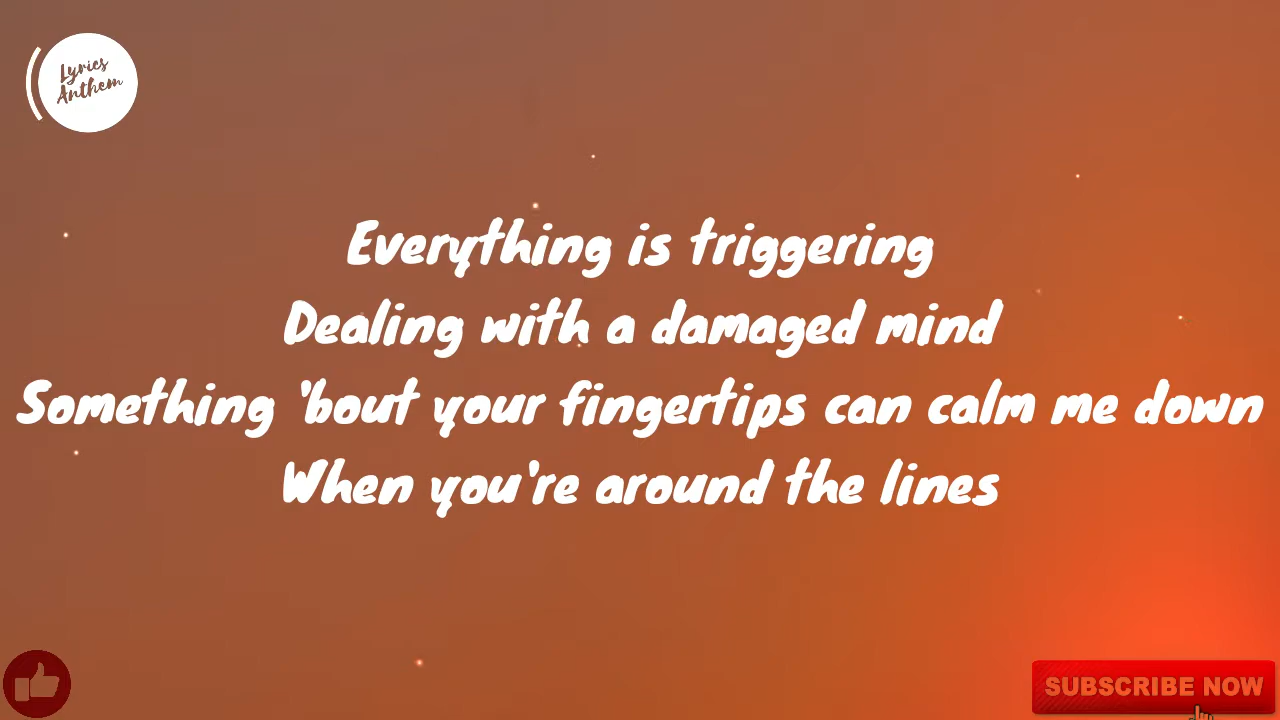 Lyrics
Anthem
Everything is triggering
Dealing with a damaged mind
Something 'bout your fingertips can calm me down
When you're around the lines
SUBSCRIBE NOW